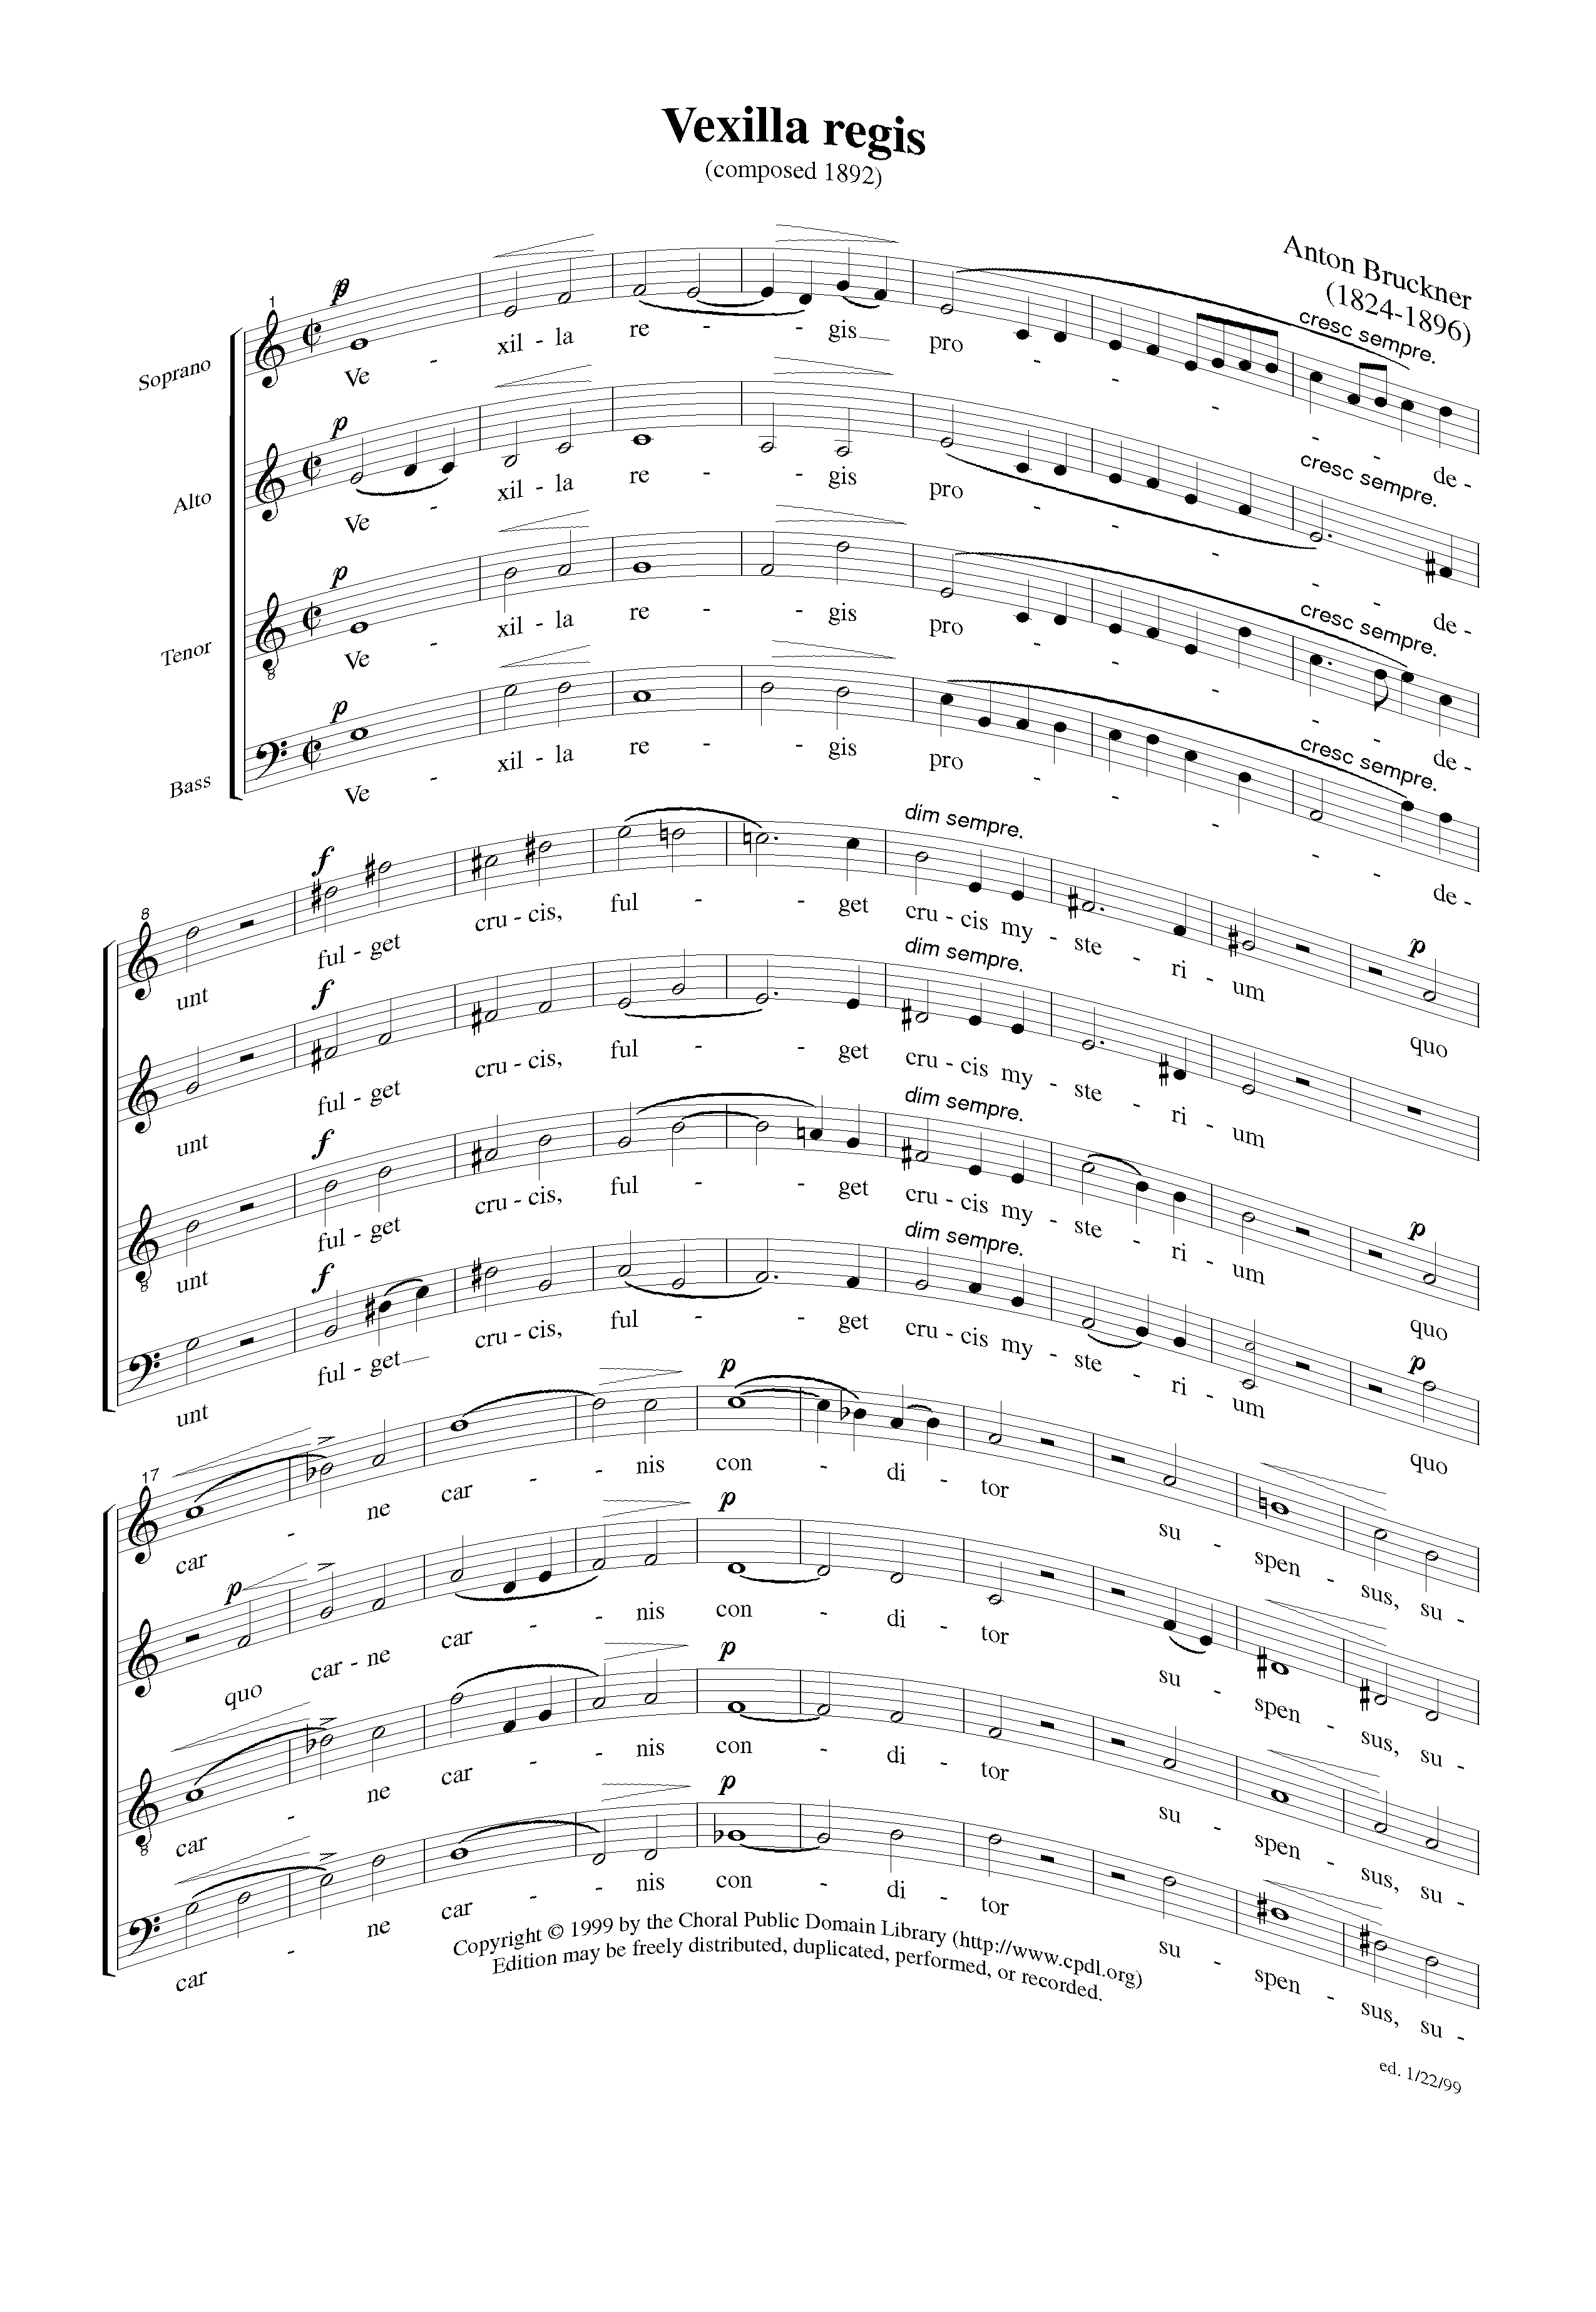 Vexilla regis
(composed 1892)
Anton Bruckner
(1824-1896)
1
p
cresc sempre.
Soprano
Ve - xil - la re - - gis pro - - - - - de -
p
cresc sempre.
Alto
Ve - xil - la re - - gis pro - - - - - de -
p
cresc sempre.
Tenor
8
Ve - xil - la re - - gis pro - - - - - de -
p
cresc sempre.
Bass
Ve - xil - la re - - gis pro - - - - - de -
8
f
dim sempre.
p
unt ful - get cru - cis, ful - - get cru - cis my - ste - ri - um quo
f
dim sempre.
unt ful - get cru - cis, ful - - get cru - cis my - ste - ri - um
f
dim sempre.
p
8
unt ful - get cru - cis, ful - - get cru - cis my - ste - ri - um quo
f
dim sempre.
p
unt ful - get cru - cis, ful - - get cru - cis my - ste - ri - um quo
17
p
car - ne car - - nis con - di - tor su - spen - sus, su -
p
p
quo car - ne car - - nis con - di - tor su - spen - sus, su -
p
8
car - ne car - - nis con - di - tor su - spen - sus, su -
p
car - ne car - - nis con - di - tor su - spen - sus, su -
Copyright © 1999 by the Choral Public Domain Library (http://www.cpdl.org)
Edition may be freely distributed, duplicated, performed, or recorded.
ed. 1/22/99